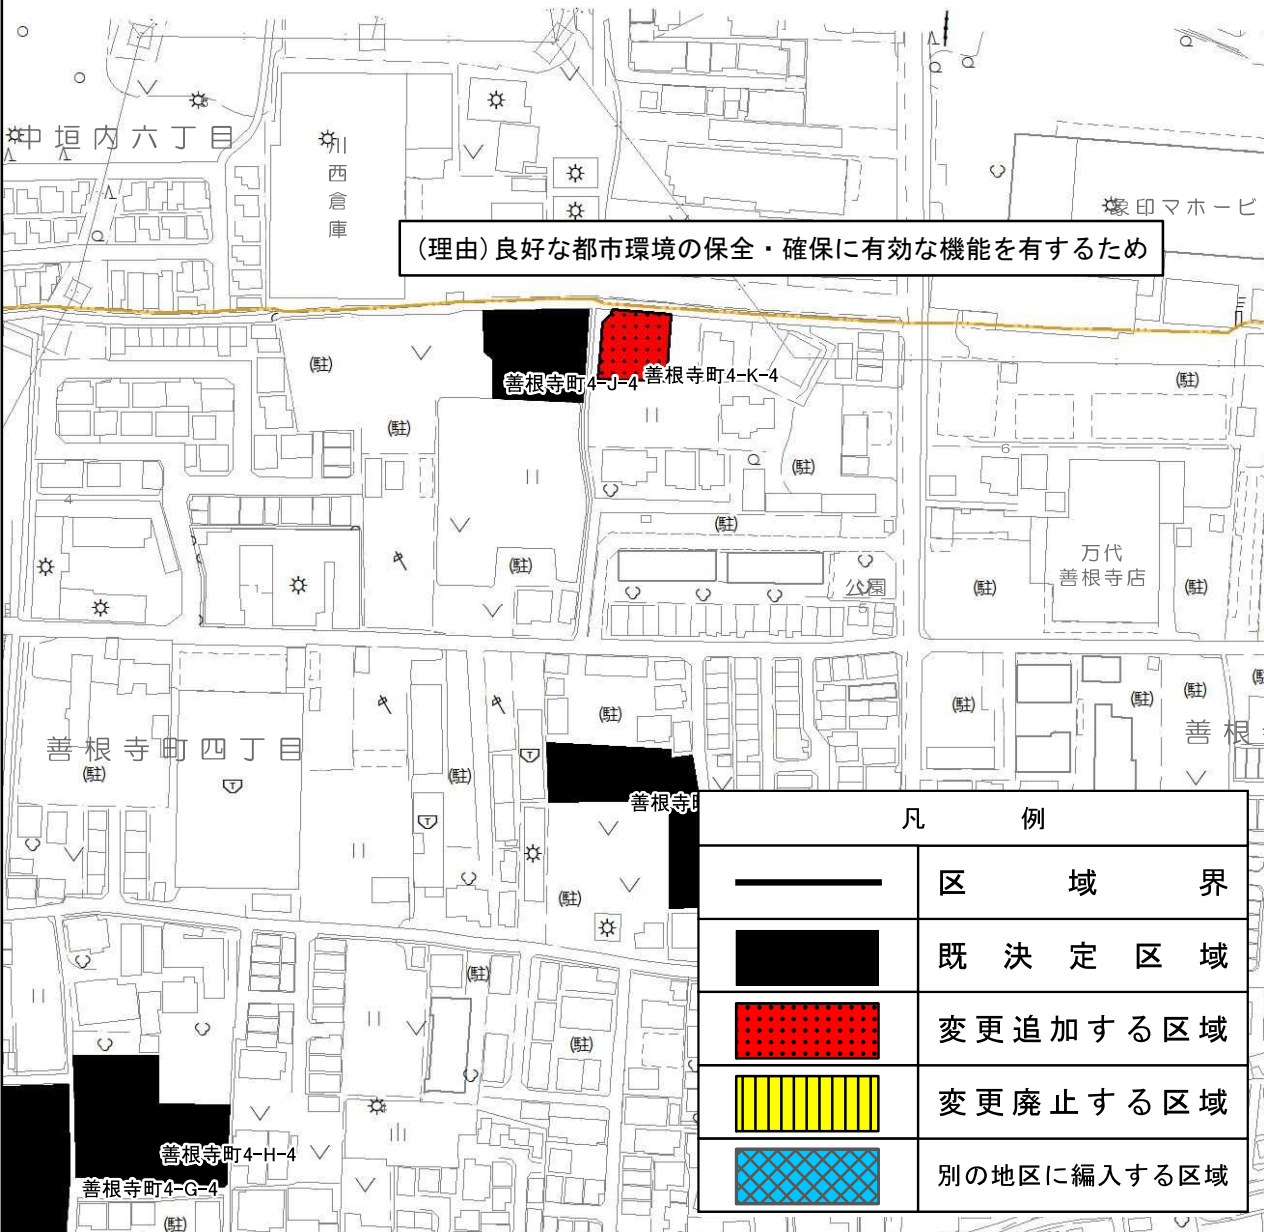 中垣内六丁目
川西倉庫
象印マホービ
(理由)良好な都市環境の保全・確保に有効な機能を有するため
(駐)
善根寺町4-J-4
善根寺町4-K-4
(駐)
(駐)
(駐)
6
4
(駐)
万代
善根寺店
(駐)
公園
5
(駐)
(駐)
1
(駐)
(駐)
(駐)
(駐)
善根
善根寺町四丁目
(駐)
(駐)
善根寺
(駐)
凡 例
区 域 界
既決定区域
変更追加する区域
変更廃止する区域
別の地区に編入する区域
(駐)
(駐)
善根寺町4-H-4
善根寺町4-G-4
(駐)